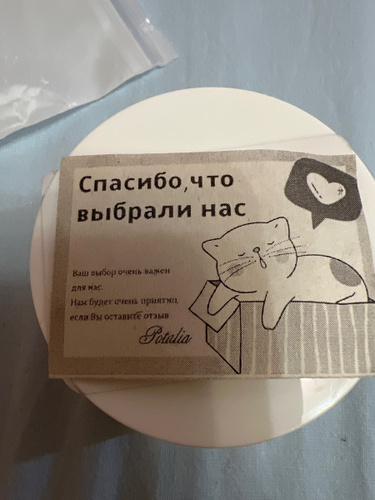 Спасибо,что
выбрали нас
Ваш выбор очень важен
для нас.
Нам будет очень приятно,
если Вы оставите отзыв
Potalia